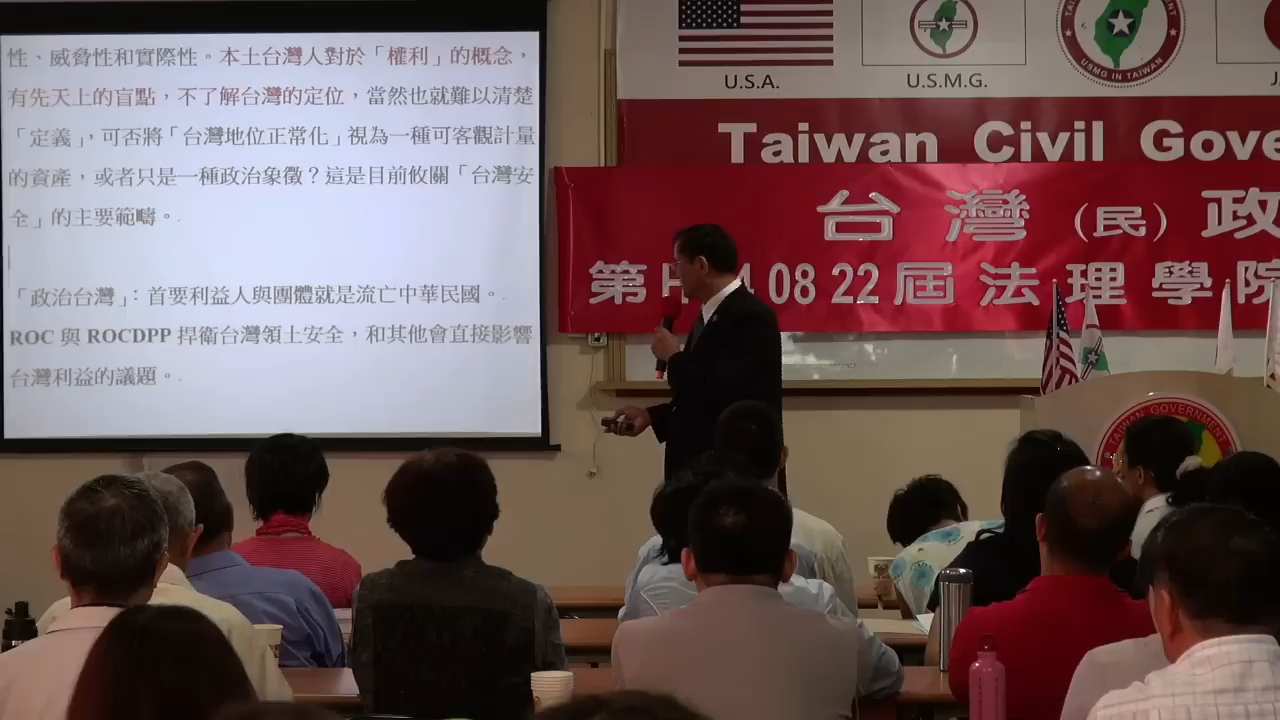 性、威脅性和實際性。本土台灣人對於「權利」的概念，
有先天上的盲點，不了解台灣的定位，當然也就難以清楚
「定義」，可否將「台灣地位正常化」視為一種可客觀計量
的資產，或者只是一種政治象徵？這是目前攸關「台灣安
全」的主要範疇。
「政治台灣」：首要利益人與團體就是流亡中華民國。
ROC 與 ROCDPP 捍衛台灣領土安全，和其他會直接影響
台灣利益的議題。
U.S.A.
U.S.M.G.
USMG IN TAIWAN
Taiwan Civil Gove
台灣（民）政
第
4.08 22 屆 法 理 學 院
TAIWAN GOVERNMENT